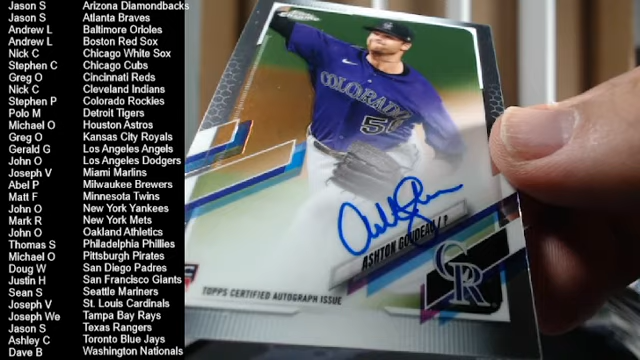 Jason S Arizona Diamondbacks
Jason S Atlanta Braves
Andrew L Baltimore Orioles
Andrew L Boston Red Sox
Nick C Chicago White Sox
Stephen C Chicago Cubs
Greg O Cincinnati Reds
Nick C Cleveland Indians
Stephen P Colorado Rockies
Polo M Detroit Tigers
Michael O Houston Astros
Greg O Kansas City Royals
Gerald G Los Angeles Angels
John O Los Angeles Dodgers
Joseph V Miami Marlins
Abel P Milwaukee Brewers
Matt F Minnesota Twins
John O New York Yankees
Mark R New York Mets
John O Oakland Athletics
Thomas S Philadelphia Phillies
Michael O Pittsburgh Pirates
Doug W San Diego Padres
Justin H San Francisco Giants
Sean S Seattle Mariners
Joseph V St. Louis Cardinals
Joseph We Tampa Bay Rays
Jason S Texas Rangers
Ashley C Toronto Blue Jays
Dave B Washington Nationals
COLORADO
ASHTON GOUDEAU / P
CR
TOPPS CERTIFIED AUTOGRAPH ISSUE